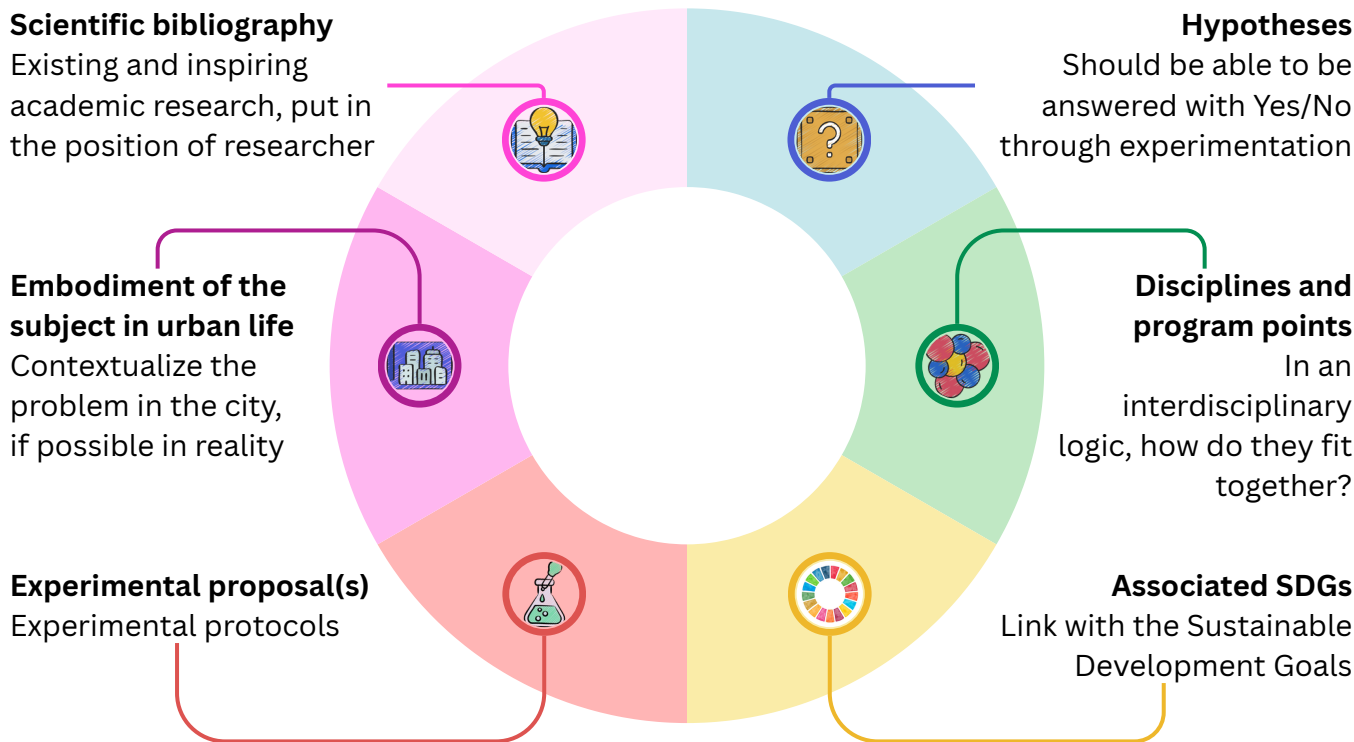 Scientific bibliography
Existing and inspiring
academic research, put in
the position of researcher
Hypotheses
Should be able to be
answered with Yes/No
through experimentation
?
Embodiment of the
subject in urban life
Contextualize the
problem in the city,
if possible in reality
Disciplines and
program points
In an
interdisciplinary
logic, how do they fit
together?
Experimental proposal(s)
Experimental protocols
Associated SDGs
Link with the Sustainable
Development Goals